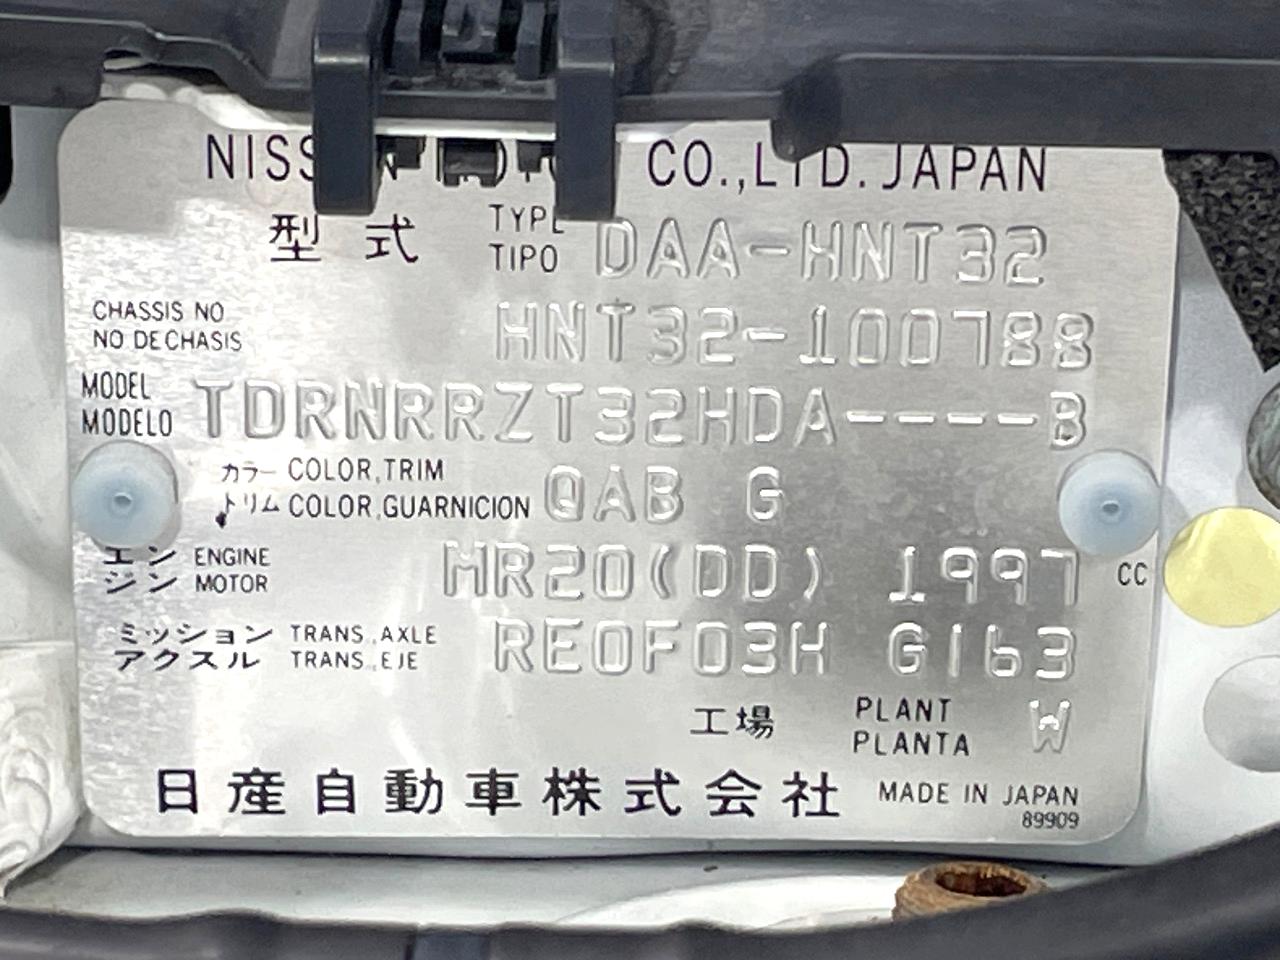 CO.,LTD. JAPAN
型式 TYPE TIPO DAA-HNT32
CHASSIS NO
NO DE CHASIS HNT32-100788
MODEL
MODELO TDRNRRZT32HDA----B
カラー COLOR,TRIM
トリム COLOR,GUARNICION QAB G
エンジン ENGINE MOTOR MR20(DD) 1997 CC
ミッション TRANS,AXLE
アクスル TRANS,EJE RE0F03H G163
工場 PLANT PLANTA W
日産自動車株式会社 MADE IN JAPAN
89909